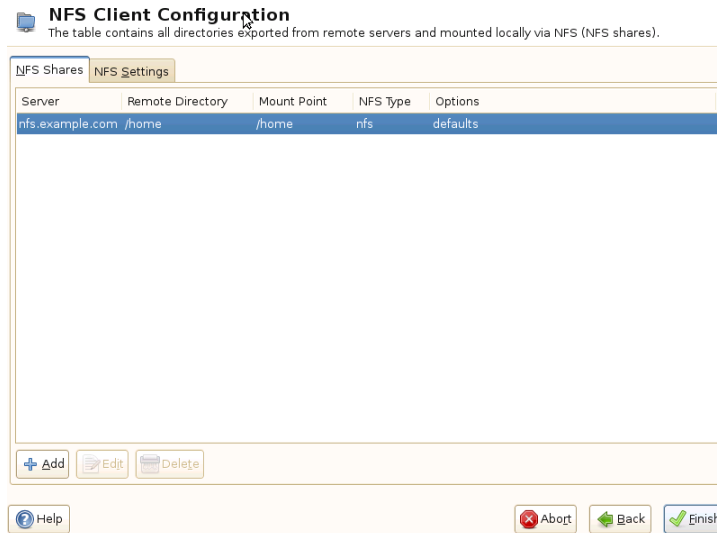 NFS Client Configuration
The table contains all directories exported from remote servers and mounted locally via NFS (NFS shares).
NFS Shares NFS Settings
Server Remote Directory Mount Point NFS Type Options
nfs.example.com /home /home nfs defaults
Add Edit Delete
Help Abort Back Finish